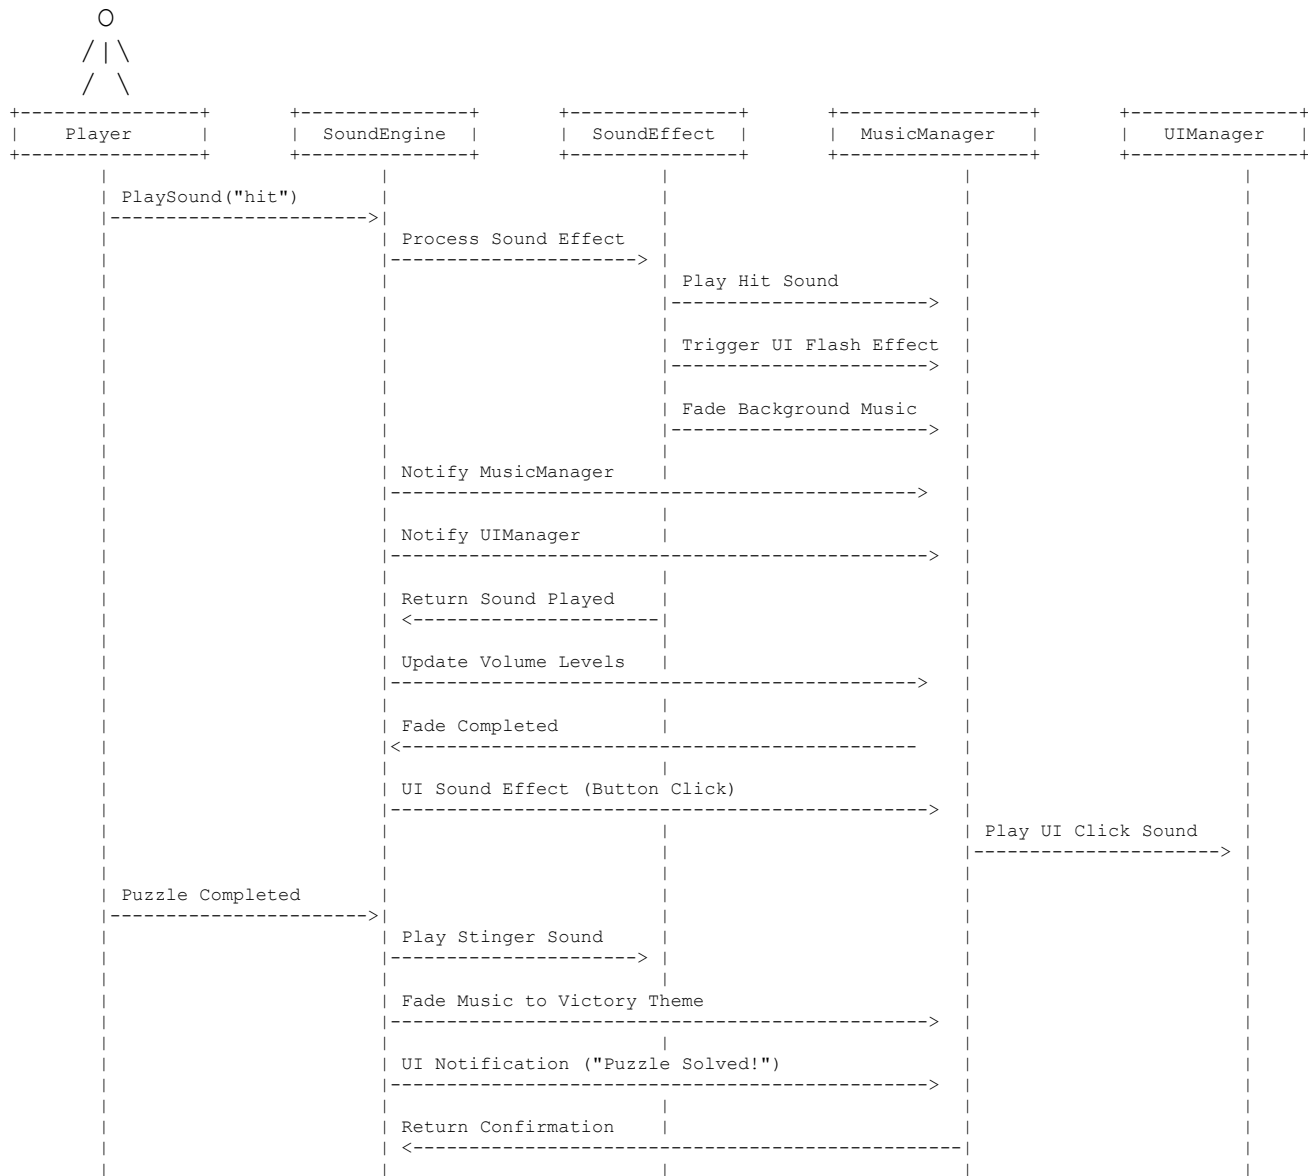 Player SoundEngine SoundEffect MusicManager UIManager
PlaySound("hit")
Process Sound Effect
Play Hit Sound
Trigger UI Flash Effect
Fade Background Music
Notify MusicManager
Notify UIManager
Return Sound Played
Update Volume Levels
Fade Completed
UI Sound Effect (Button Click)
Play UI Click Sound
Puzzle Completed
Play Stinger Sound
Fade Music to Victory Theme
UI Notification ("Puzzle Solved!")
Return Confirmation